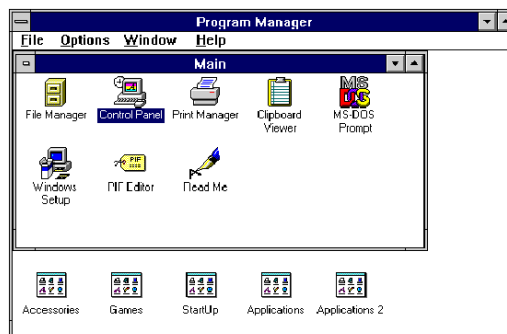 Program Manager
File Options Window Help
Main
File Manager Control Panel Print Manager Clipboard Viewer MS-DOS Prompt
Windows Setup PIF Editor Read Me
Accessories Games StartUp Applications Applications 2